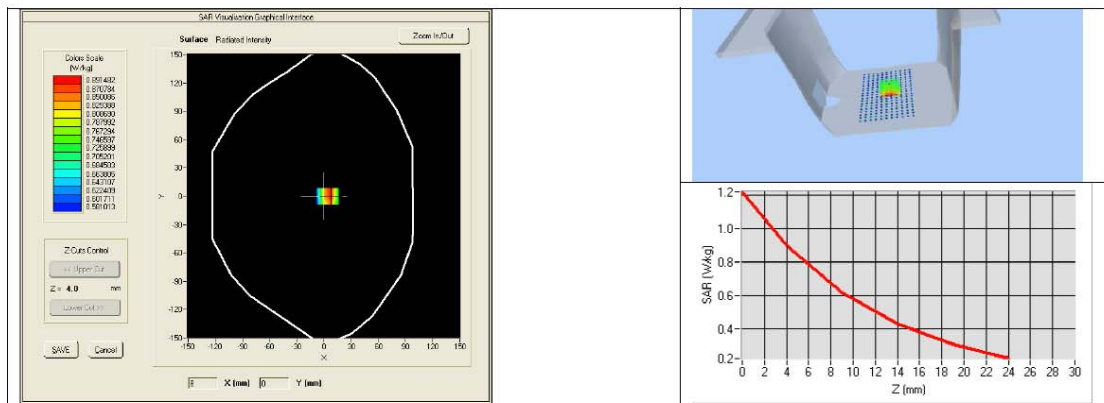 SAR Visualisation Graphical Interface
Surface Radiated Intensity
Zoom In/Out
Colors Scale
(W/kg)
0.891482
0.870784
0.850086
0.829388
0.808680
0.787992
0.767294
0.746597
0.725899
0.705201
0.684503
0.663805
0.643107
0.622409
0.601711
0.581013
Z Cuts Control
<< Upper Cut
Z = 4.0 mm
Lower Cut >>
SAVE
Cancel
150
120
90
60
30
0
-30
-60
-90
-120
-150
Y
-150 -120 -90 -60 -30 0 30 60 90 120 150
X
8 X (mm) 0 Y (mm)
1.2
1.0
0.8
0.6
0.4
0.2
SAR (W/kg)
0 2 4 6 8 10 12 14 16 18 20 22 24 26 28 30
Z (mm)